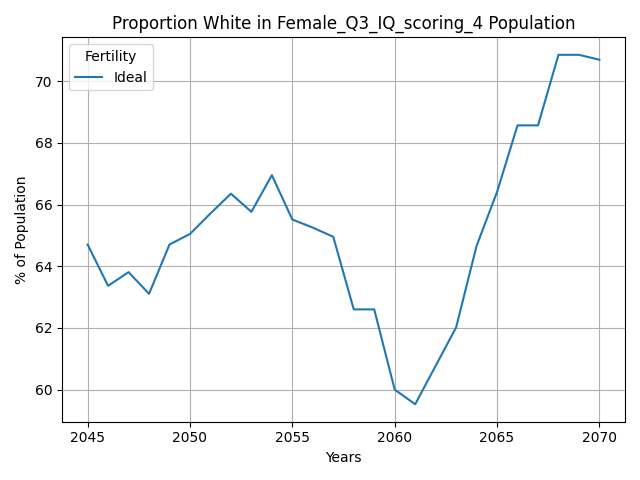 Proportion White in Female_Q3_IQ_scoring_4 Population
Fertility
Ideal
% of Population
70
68
66
64
62
60
2045 2050 2055 2060 2065 2070
Years